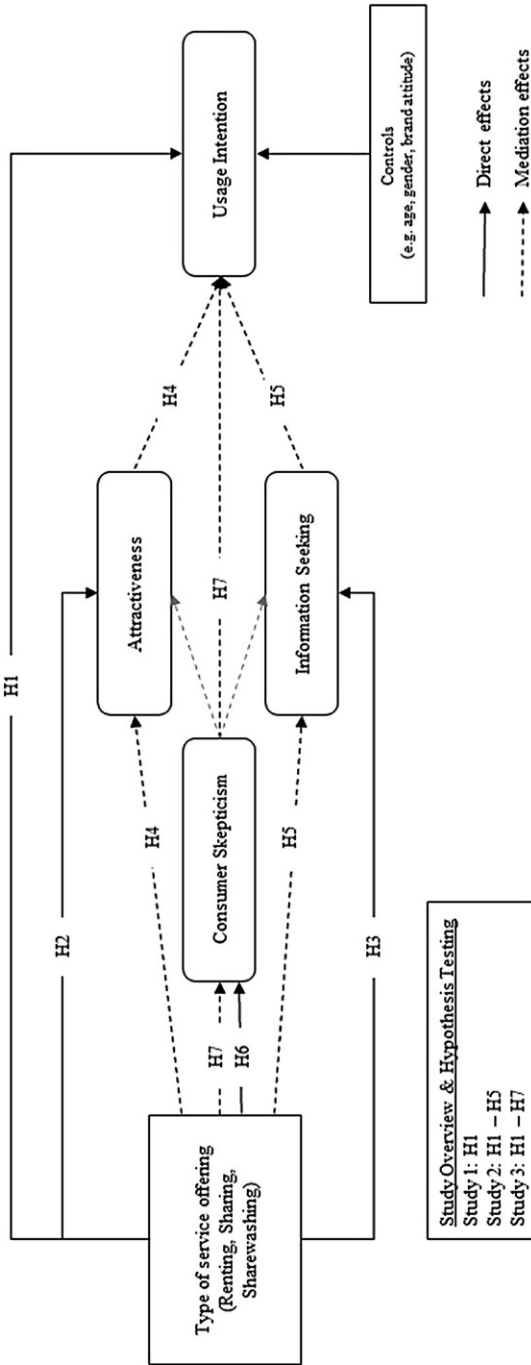 H1
H2
Attractiveness
H4
H4
Type of service offering
(Renting, Sharing,
Sharewashing)
H7
H6
Consumer Skepticism
H7
Usage Intention
H5
H5
Information Seeking
H3
Controls
(e.g. age, gender, brand attitude)
Study Overview & Hypothesis Testing
Study 1: H1
Study 2: H1 – H5
Study 3: H1 – H7
Direct effects
Mediation effects